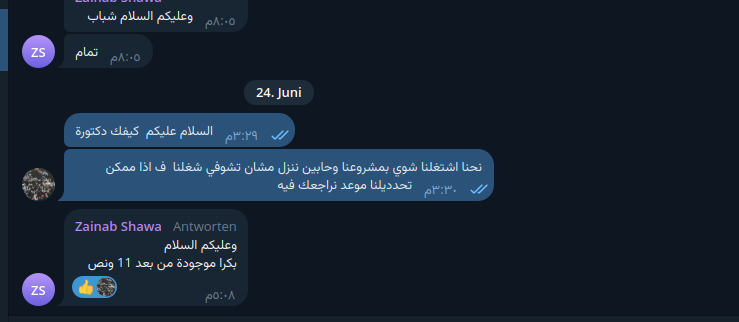 Zainab Shawa
وعليكم السلام شباب
٨:٠٥م
تمام
٨:٠٥م
ZS
24. Juni
السلام عليكم كيفك دكتورة
٣:٢٩م
نحنا اشتغلنا شوي بمشروعنا وحابين ننزل مشان تشوفي شغلنا ف اذا ممكن
تحدديلنا موعد نراجعك فيه
٣:٣٠م
Zainab Shawa Antworten
وعليكم السلام
بكرا موجودة من بعد 11 ونص
٥:٠٨م
ZS